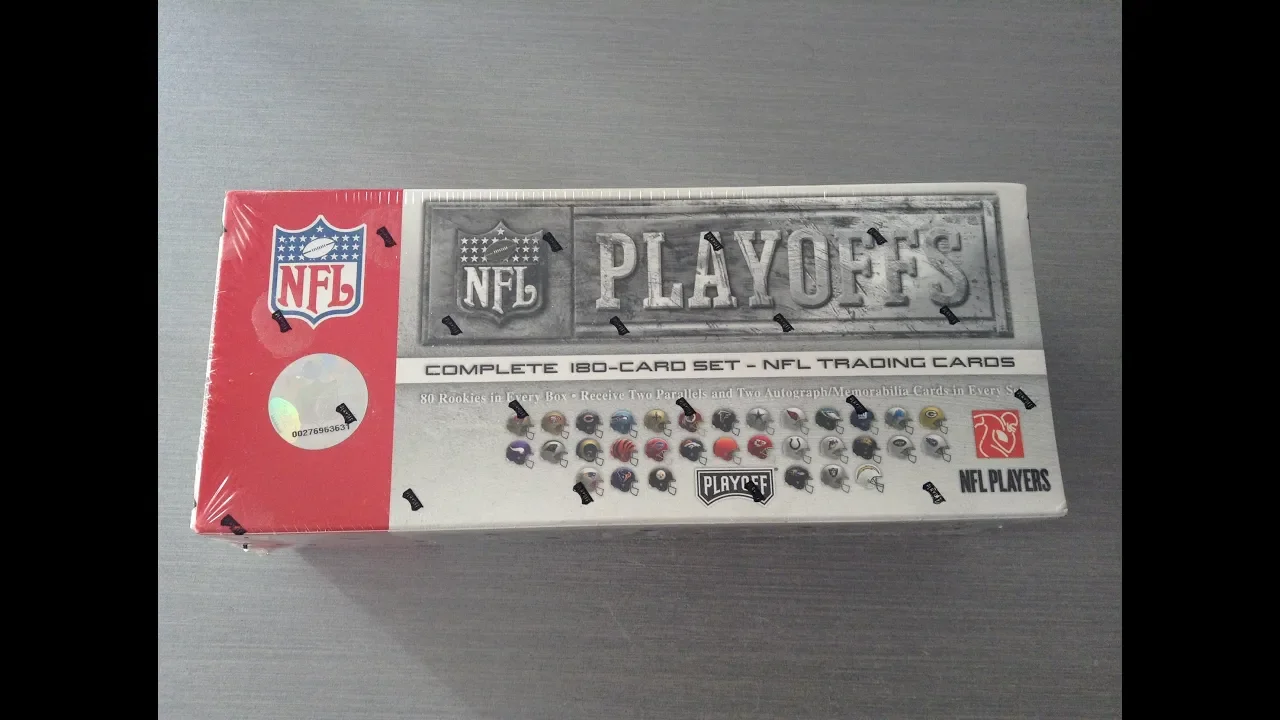 NFL
NFL
PLAYOFFS
COMPLETE 180-CARD SET - NFL TRADING CARDS
80 Rookies in Every Box • Receive Two Parallels and Two Autograph/Memorabilia Cards in Every
00276963631
PLAYOFF
NFL PLAYERS